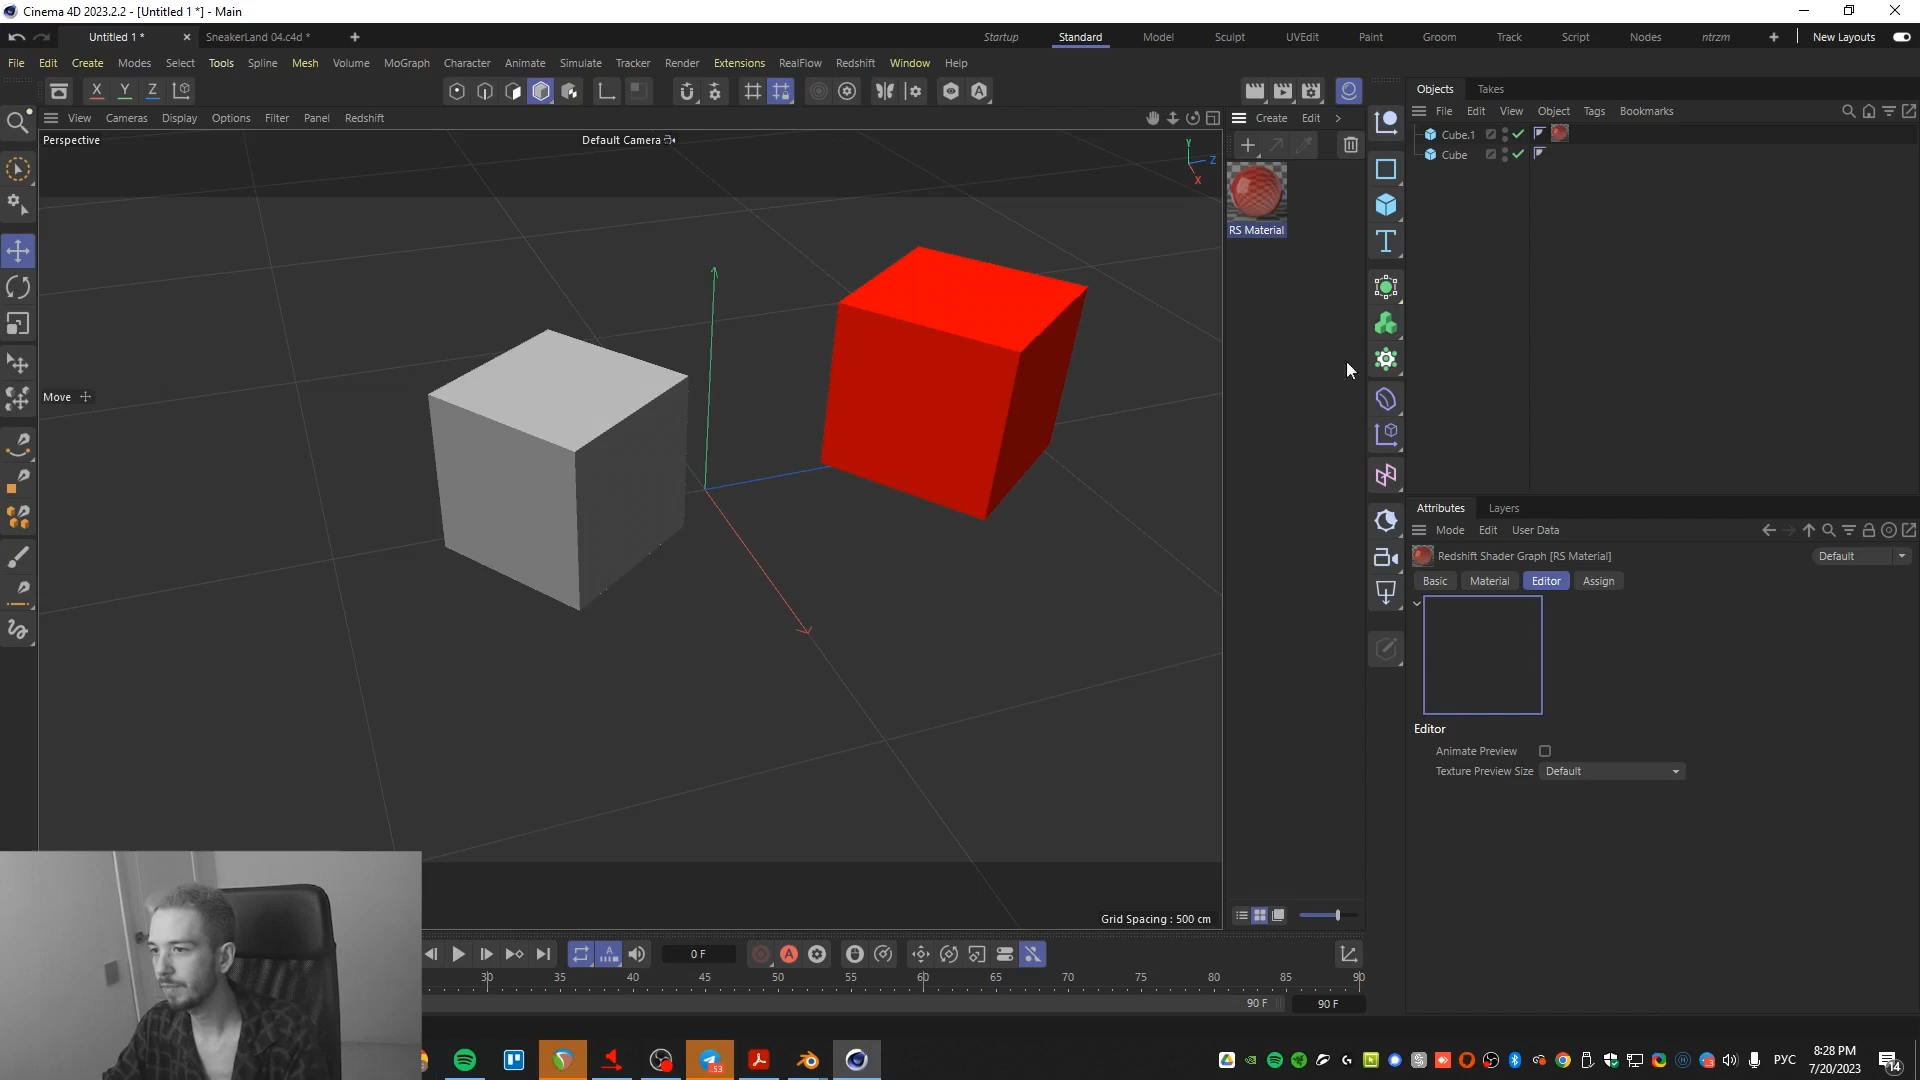 Cinema 4D 2023.2.2 - [Untitled 1 *] - Main
Untitled 1 *
SneakerLand 04.c4d *
Startup
Standard
Model
Sculpt
UVEdit
Paint
Groom
Track
Script
Nodes
ntrzm
New Layouts
File
Edit
Create
Modes
Select
Tools
Spline
Mesh
Volume
MoGraph
Character
Animate
Simulate
Tracker
Render
Extensions
RealFlow
Redshift
Window
Help
X
Y
Z
View
Cameras
Display
Options
Filter
Panel
Redshift
Create
Edit
Objects
Takes
File
Edit
View
Object
Tags
Bookmarks
Perspective
Default Camera
Y
Z
X
Cube.1
Cube
RS Material
Move
Attributes
Layers
Mode
Edit
User Data
Redshift Shader Graph [RS Material]
Default
Basic
Material
Editor
Assign
Editor
Animate Preview
Texture Preview Size
Default
Grid Spacing : 500 cm
0 F
30
35
40
45
50
55
60
65
70
75
80
85
90
90 F
90 F
53
РУС
8:28 PM
7/20/2023
14